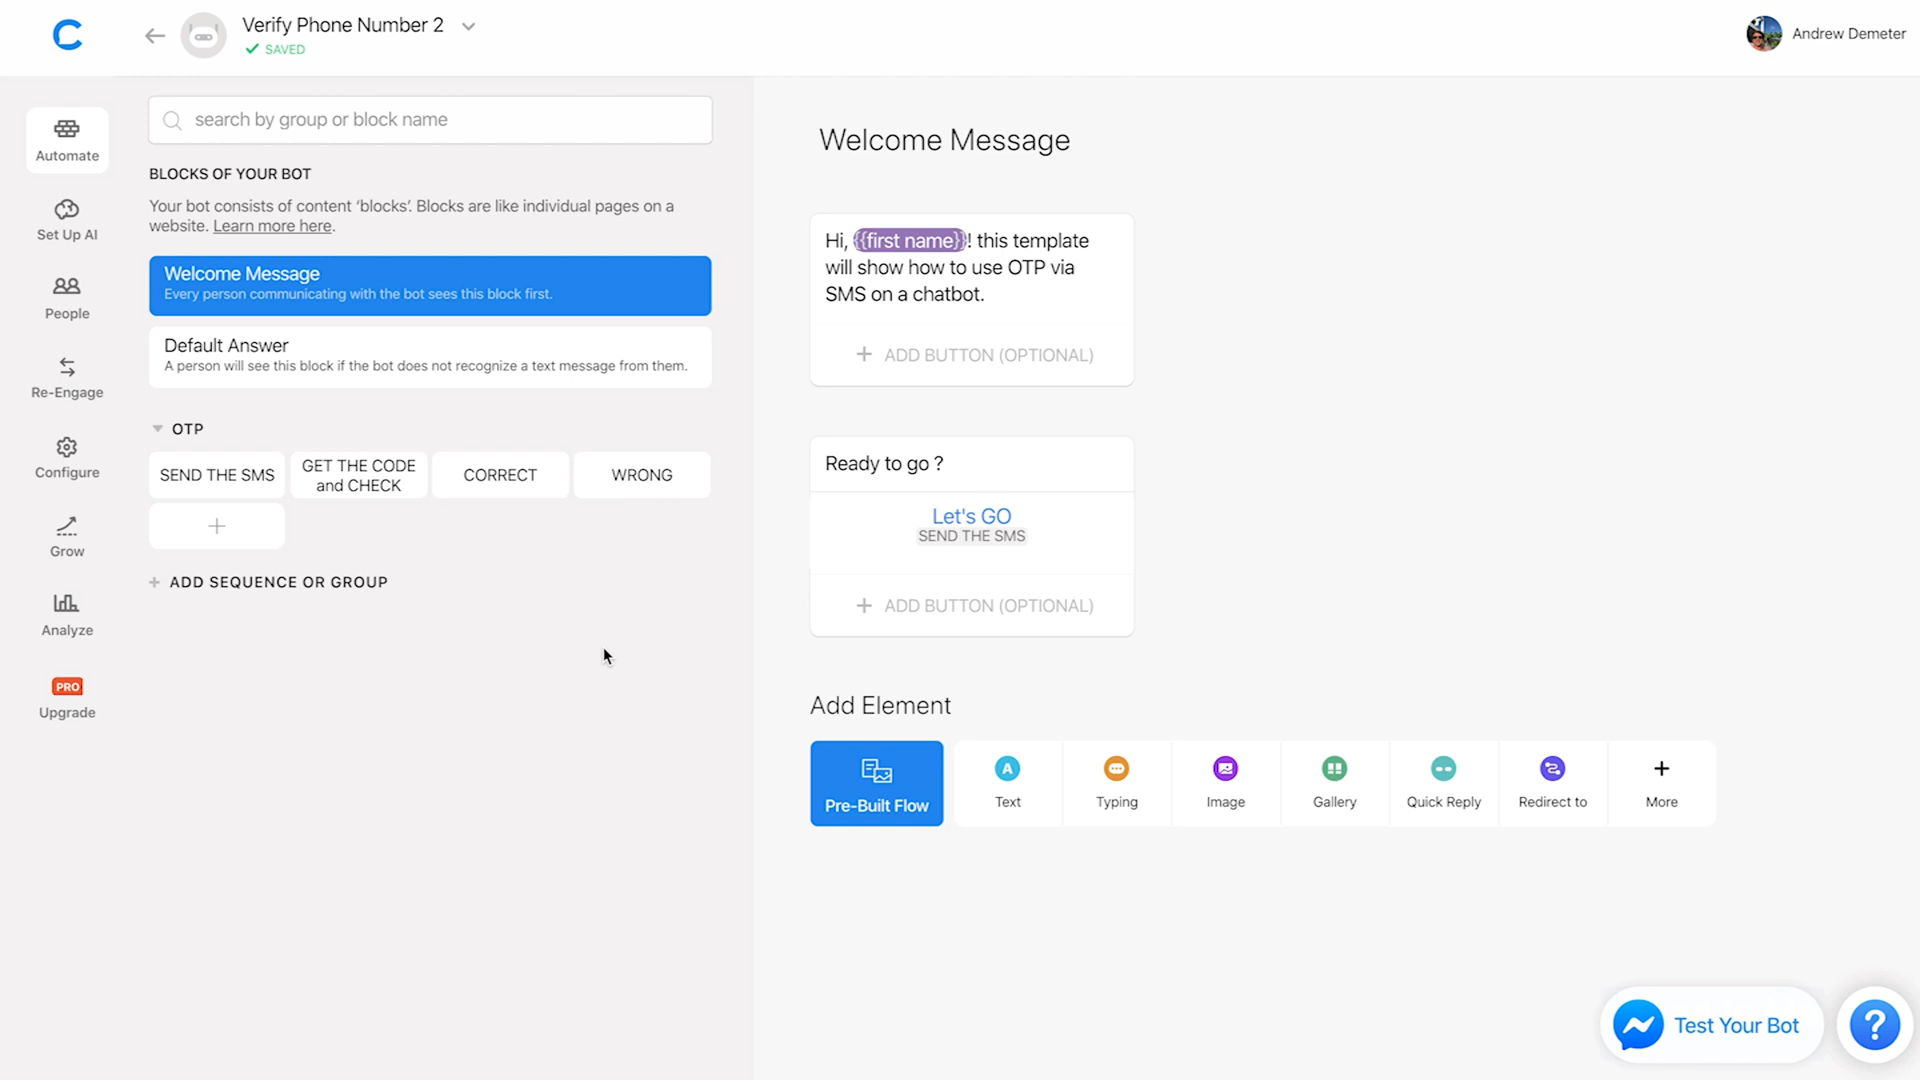 Verify Phone Number 2
SAVED
Andrew Demeter
Automate
Set Up AI
People
Re-Engage
Configure
Grow
Analyze
PRO
Upgrade
search by group or block name
BLOCKS OF YOUR BOT
Your bot consists of content ‘blocks’. Blocks are like individual pages on a
website. Learn more here.
Welcome Message
Every person communicating with the bot sees this block first.
Default Answer
A person will see this block if the bot does not recognize a text message from them.
OTP
SEND THE SMS
GET THE CODE
and CHECK
CORRECT
WRONG
+
+ ADD SEQUENCE OR GROUP
Welcome Message
Hi, {{first name}}! this template
will show how to use OTP via
SMS on a chatbot.
+ ADD BUTTON (OPTIONAL)
Ready to go ?
Let's GO
SEND THE SMS
+ ADD BUTTON (OPTIONAL)
Add Element
Pre-Built Flow
A
Text
Typing
Image
Gallery
Quick Reply
Redirect to
+
More
Test Your Bot
?